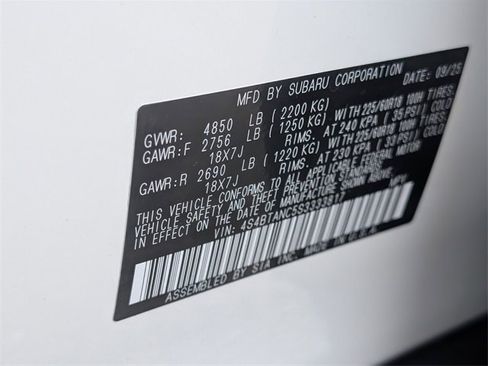 MFD BY SUBARU CORPORATION DATE: 09/25
GVWR: 4850 LB (2200 KG)
GAWR:F 2756 LB (1250 KG) WITH 225/60R18 100H TIRES,
18X7J RIMS, AT 240 KPA (35 PSI) COLD
GAWR:R 2690 LB (1220 KG) WITH 225/60R18 100H TIRES,
18X7J RIMS, AT 230 KPA (33 PSI) COLD
THIS VEHICLE CONFORMS TO ALL APPLICABLE FEDERAL MOTOR
VEHICLE SAFETY AND THEFT PREVENTION STANDARDS
IN EFFECT ON THE DATE OF MANUFACTURE SHOWN ABOVE.
VIN: MPV
ASSEMBLED BY SIA INC. MADE IN U.S.A.